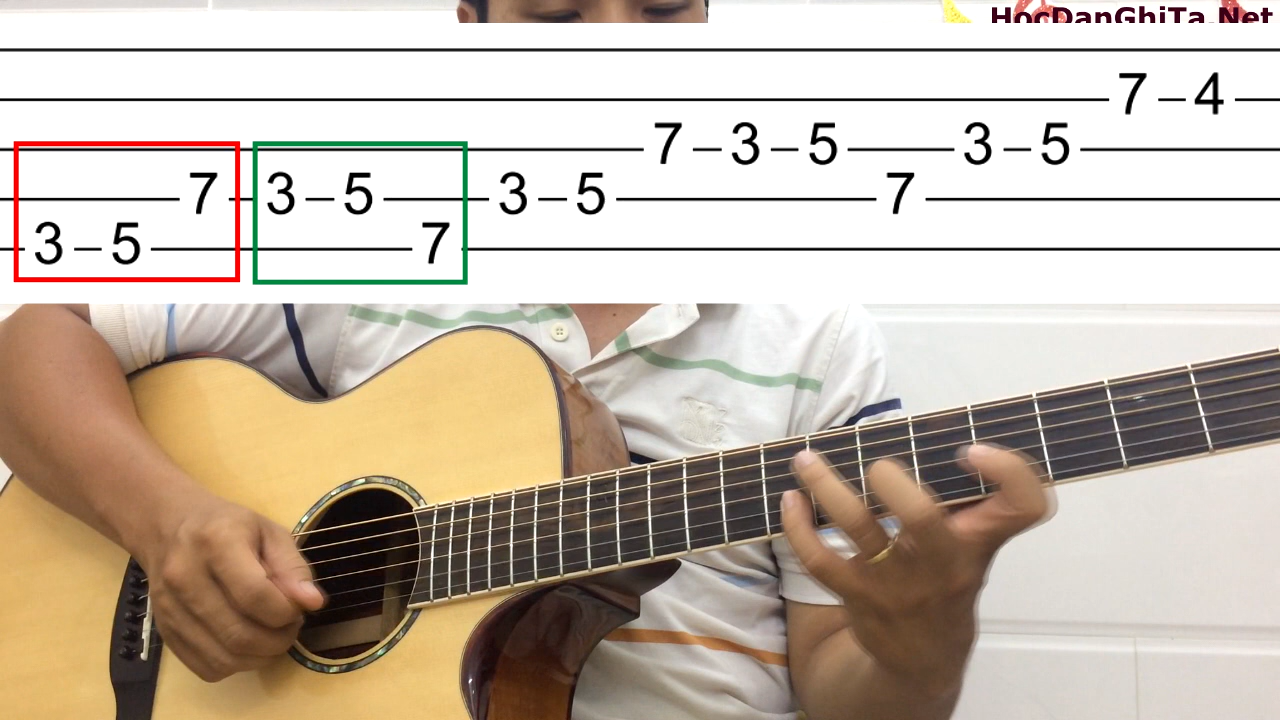 HocDanGhiTa.Net
7 – 4
7 – 3 – 5 3 – 5
7 3 – 5 3 – 5 7
3 – 5 7